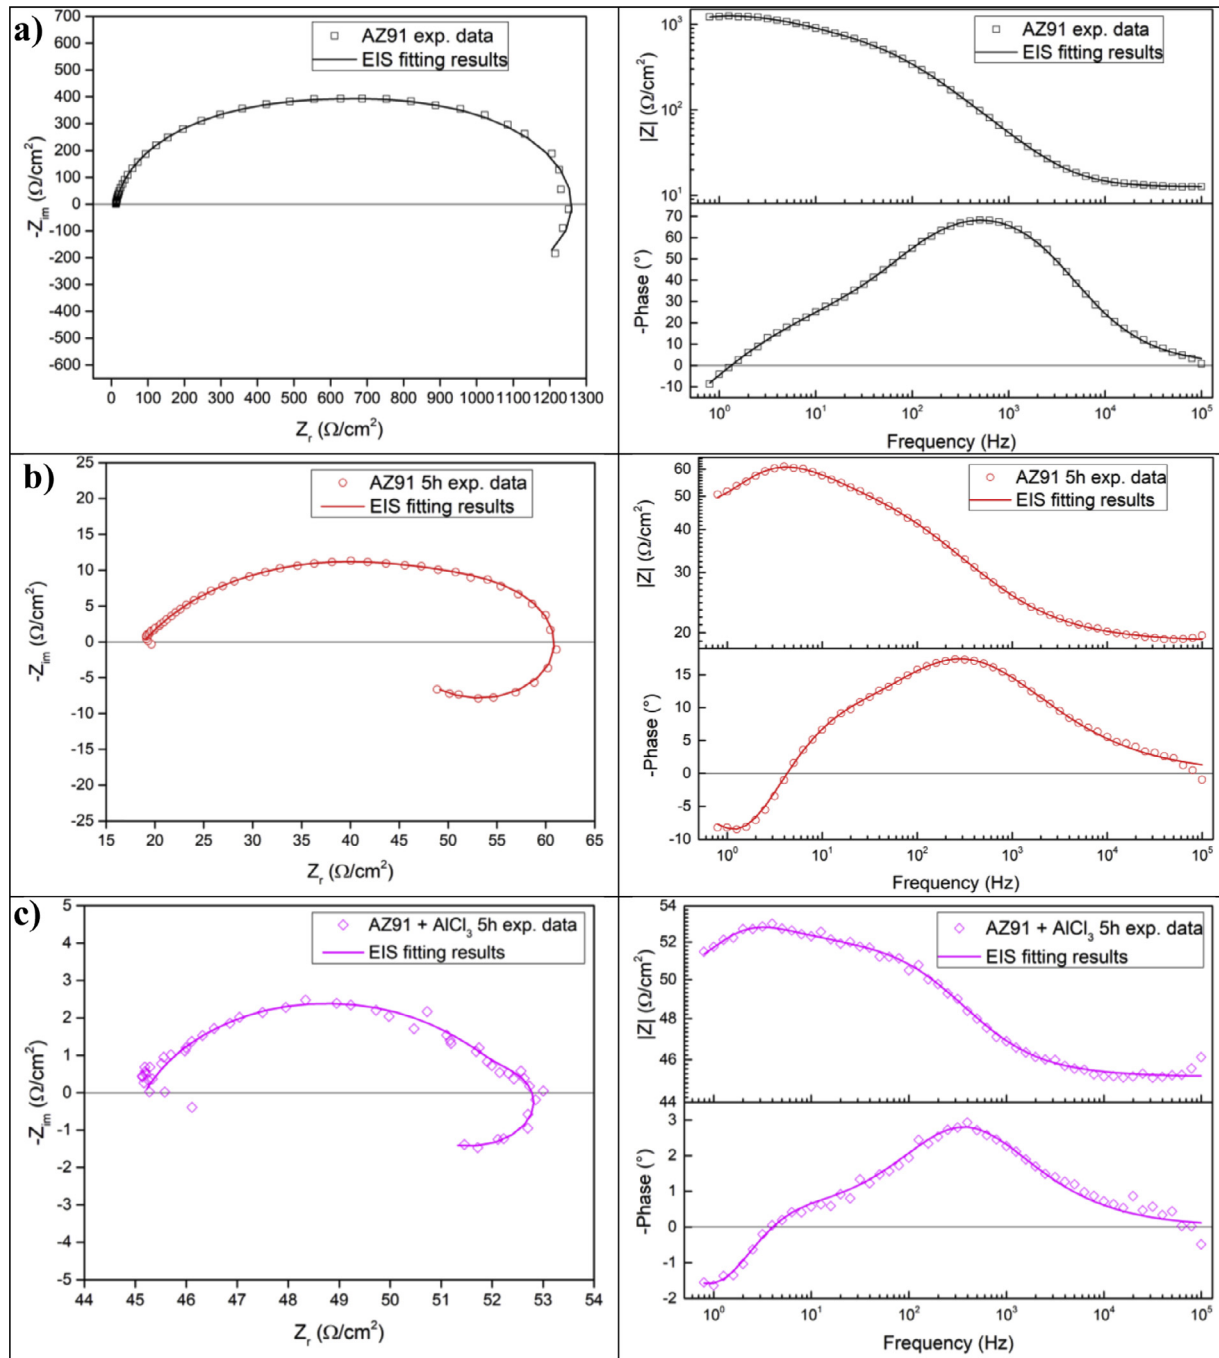 a)
700
600
500
400
300
200
100
0
-100
-200
-300
-400
-500
-600
-Zim (Ω/cm²)
AZ91 exp. data
EIS fitting results
0 100 200 300 400 500 600 700 800 900 1000 1100 1200 1300
Zr (Ω/cm²)
10³
10²
10¹
|Z| (Ω/cm²)
AZ91 exp. data
EIS fitting results
70
60
50
40
30
20
10
0
-10
-Phase (°)
10⁰ 10¹ 10² 10³ 10⁴ 10⁵
Frequency (Hz)
b)
25
20
15
10
5
0
-5
-10
-15
-20
-25
-Zim (Ω/cm²)
AZ91 5h exp. data
EIS fitting results
15 20 25 30 35 40 45 50 55 60 65
Zr (Ω/cm²)
60
50
40
30
20
|Z| (Ω/cm²)
AZ91 5h exp. data
EIS fitting results
15
10
5
0
-5
-10
-Phase (°)
10⁰ 10¹ 10² 10³ 10⁴ 10⁵
Frequency (Hz)
c)
5
4
3
2
1
0
-1
-2
-3
-4
-5
-Zim (Ω/cm²)
AZ91 + AlCl₃ 5h exp. data
EIS fitting results
44 45 46 47 48 49 50 51 52 53 54
Zr (Ω/cm²)
54
52
50
48
46
44
|Z| (Ω/cm²)
AZ91 + AlCl₃ 5h exp. data
EIS fitting results
3
2
1
0
-1
-2
-Phase (°)
10⁰ 10¹ 10² 10³ 10⁴ 10⁵
Frequency (Hz)